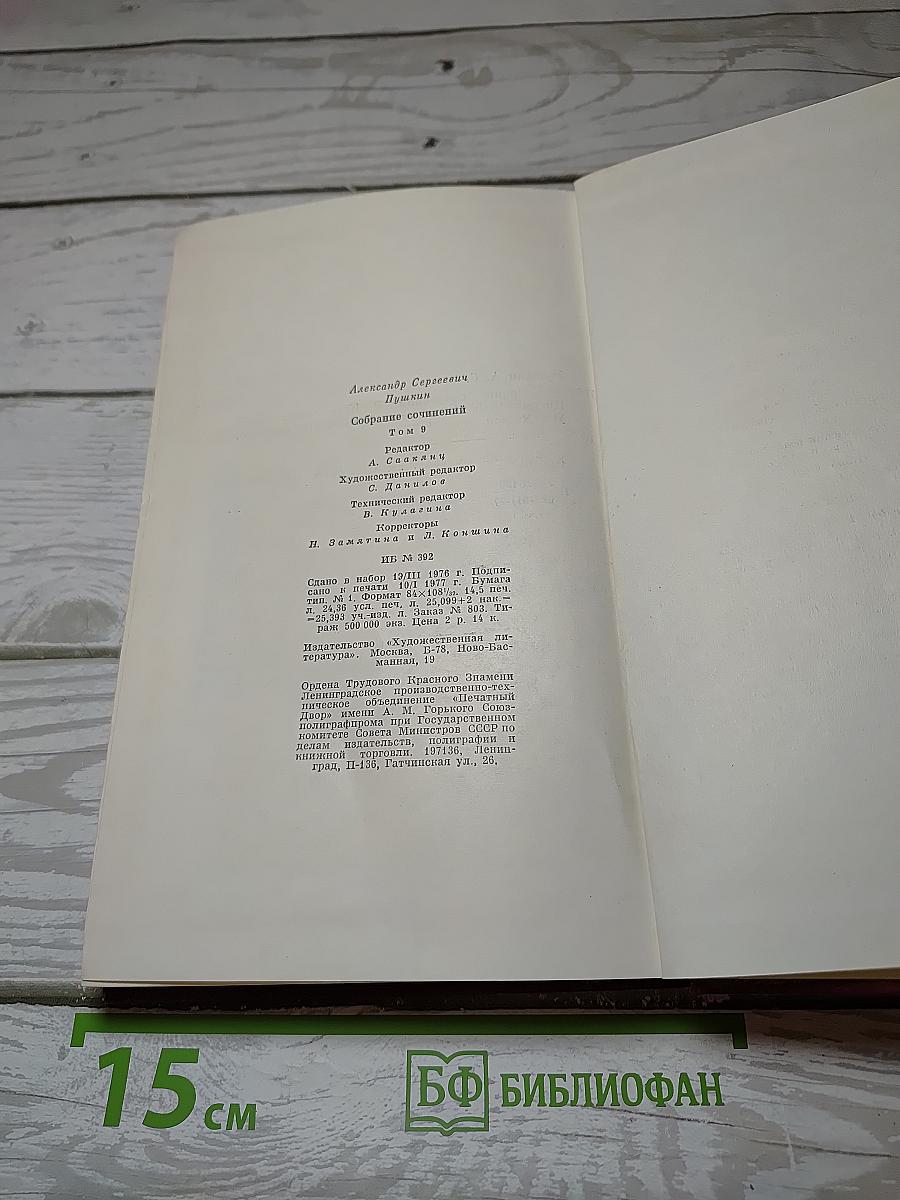 Александр Сергеевич
Пушкин
Собрание сочинений
Том 9
Редактор
А. Саакянц
Художественный редактор
С. Данилов
Технический редактор
В. Кулагина
Корректоры
Н. Замятина и Л. Коншина
ИБ № 392
Сдано в набор 19/III 1976 г. Подпи-
сано к печати 10/I 1977 г. Бумага
тип. № 1. Формат 84×108¹/₃₂. 14,5 печ.
л. 24,36 усл. печ. л. 25,099+2 нак.=
=25,393 уч.-изд. л. Заказ № 803. Ти-
раж 500 000 экз. Цена 2 р. 14 к.
Издательство «Художественная ли-
тература». Москва, Б-78, Ново-Бас-
манная, 19
Ордена Трудового Красного Знамени
Ленинградское производственно-тех-
ническое объединение «Печатный
Двор» имени А. М. Горького Союз-
полиграфпрома при Государственном
комитете Совета Министров СССР по
делам издательств, полиграфии и
книжной торговли. 197136, Ленин-
град, П-136, Гатчинская ул., 26.
15 см
БФ БИБЛИОФАН